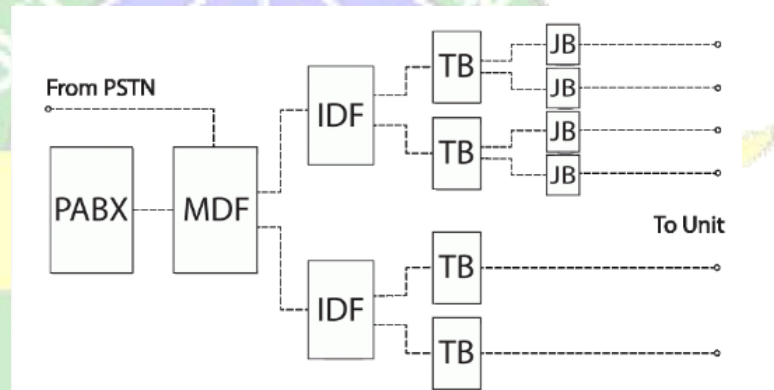 From PSTN
PABX
MDF
IDF
TB
JB
JB
TB
JB
JB
To Unit
IDF
TB
TB